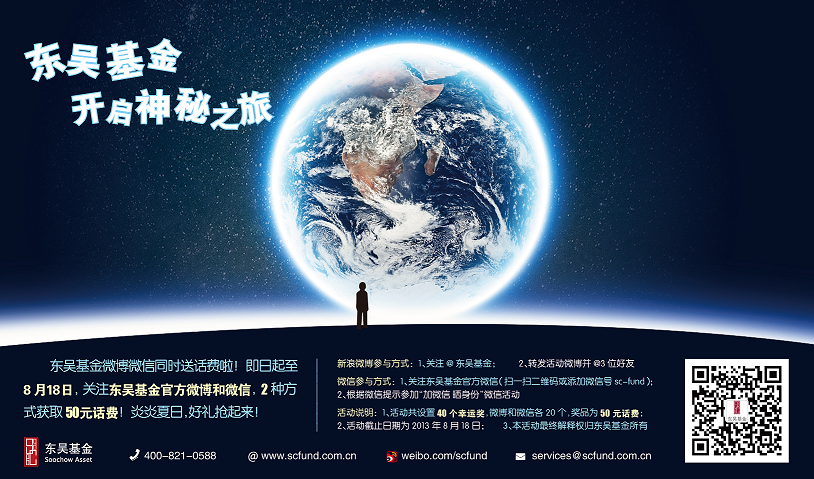 东吴基金
开启神秘之旅
东吴基金微博微信同时送话费啦！即日起至
8月18日，关注东吴基金官方微博和微信，2种方
式获取50元话费！炎炎夏日，好礼抢起来！
新浪微博参与方式：1、关注@东吴基金； 2、转发活动微博并@3位好友
微信参与方式：1、关注东吴基金官方微信（扫一扫二维码或添加微信号sc-fund）；
2、根据微信提示参加“加微信 晒身份”微信活动
活动说明：1、活动共设置40个幸运奖，微博和微信各20个，奖品为50元话费；
2、活动截止日期为2013年8月18日； 3、本活动最终解释权归东吴基金所有
东吴基金
Soochow Asset
400-821-0588
@ www.scfund.com.cn
weibo.com/scfund
services@scfund.com.cn